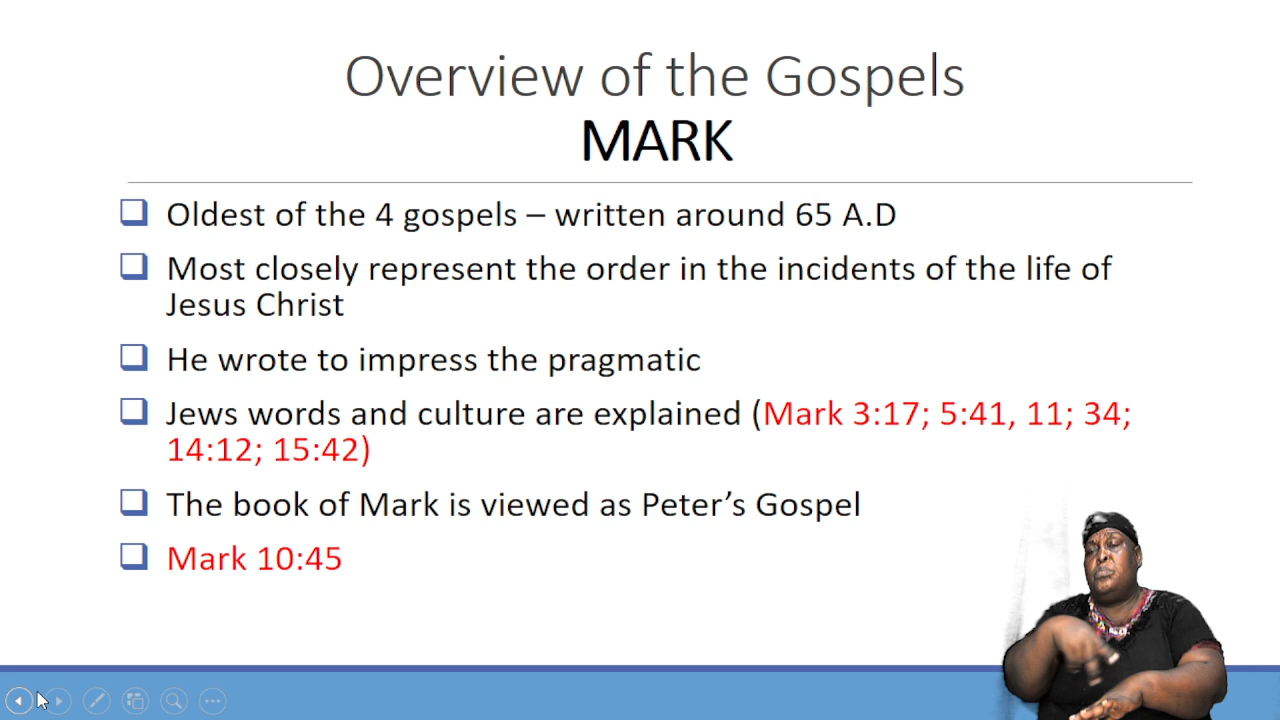 Overview of the Gospels
MARK
Oldest of the 4 gospels – written around 65 A.D
Most closely represent the order in the incidents of the life of
Jesus Christ
He wrote to impress the pragmatic
Jews words and culture are explained (Mark 3:17; 5:41, 11; 34;
14:12; 15:42)
The book of Mark is viewed as Peter’s Gospel
Mark 10:45